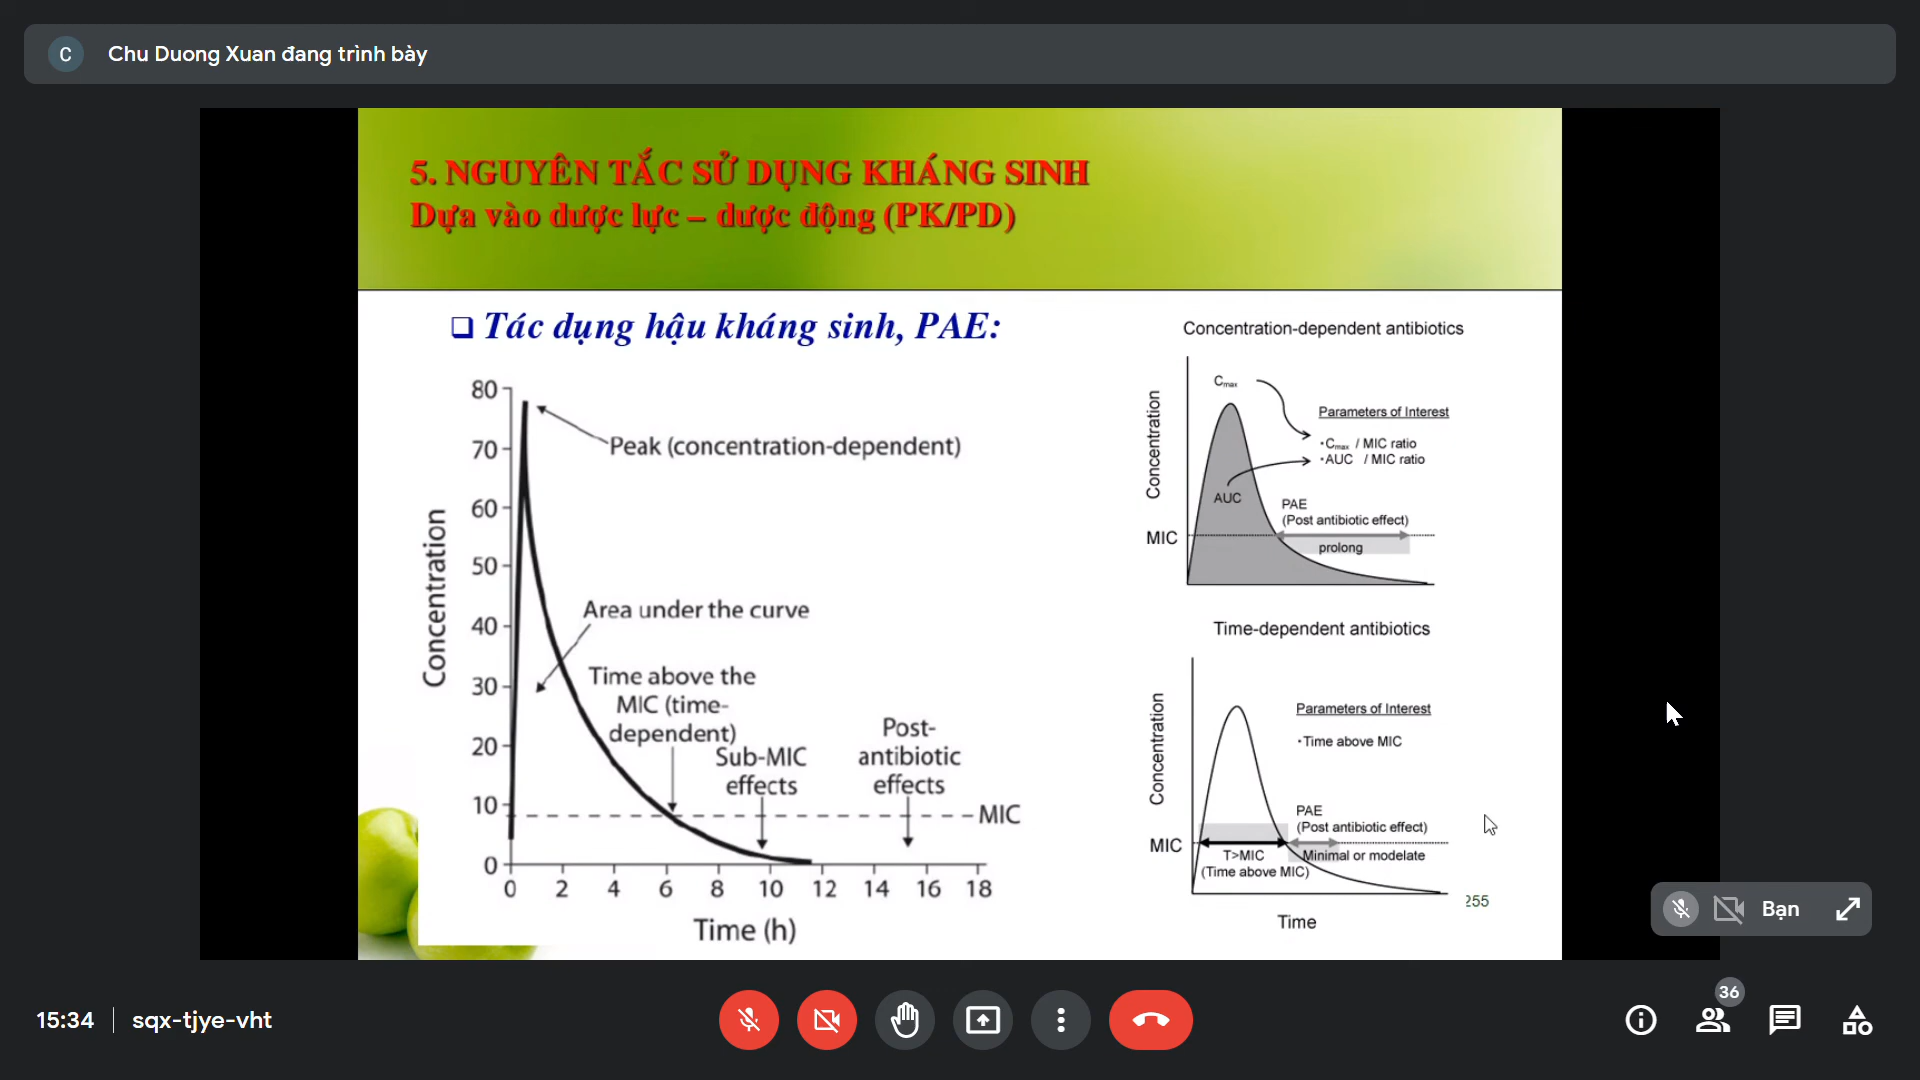 C
Chu Duong Xuan đang trình bày
5. NGUYÊN TẮC SỬ DỤNG KHÁNG SINH
Dựa vào dược lực – dược động (PK/PD)
❑ Tác dụng hậu kháng sinh, PAE:
80
70
60
50
40
30
20
10
0
Concentration
Peak (concentration-dependent)
Area under the curve
Time above the
MIC (time-
dependent)
Sub-MIC
effects
Post-
antibiotic
effects
MIC
0 2 4 6 8 10 12 14 16 18
Time (h)
Concentration-dependent antibiotics
Concentration
Cmax
Parameters of Interest
·Cmax / MIC ratio
·AUC / MIC ratio
AUC
PAE
(Post antibiotic effect)
MIC
prolong
Time-dependent antibiotics
Concentration
Parameters of Interest
·Time above MIC
PAE
(Post antibiotic effect)
MIC
T>MIC
Minimal or modelate
(Time above MIC)
Time
255
Bạn
15:34
sqx-tjye-vht
36